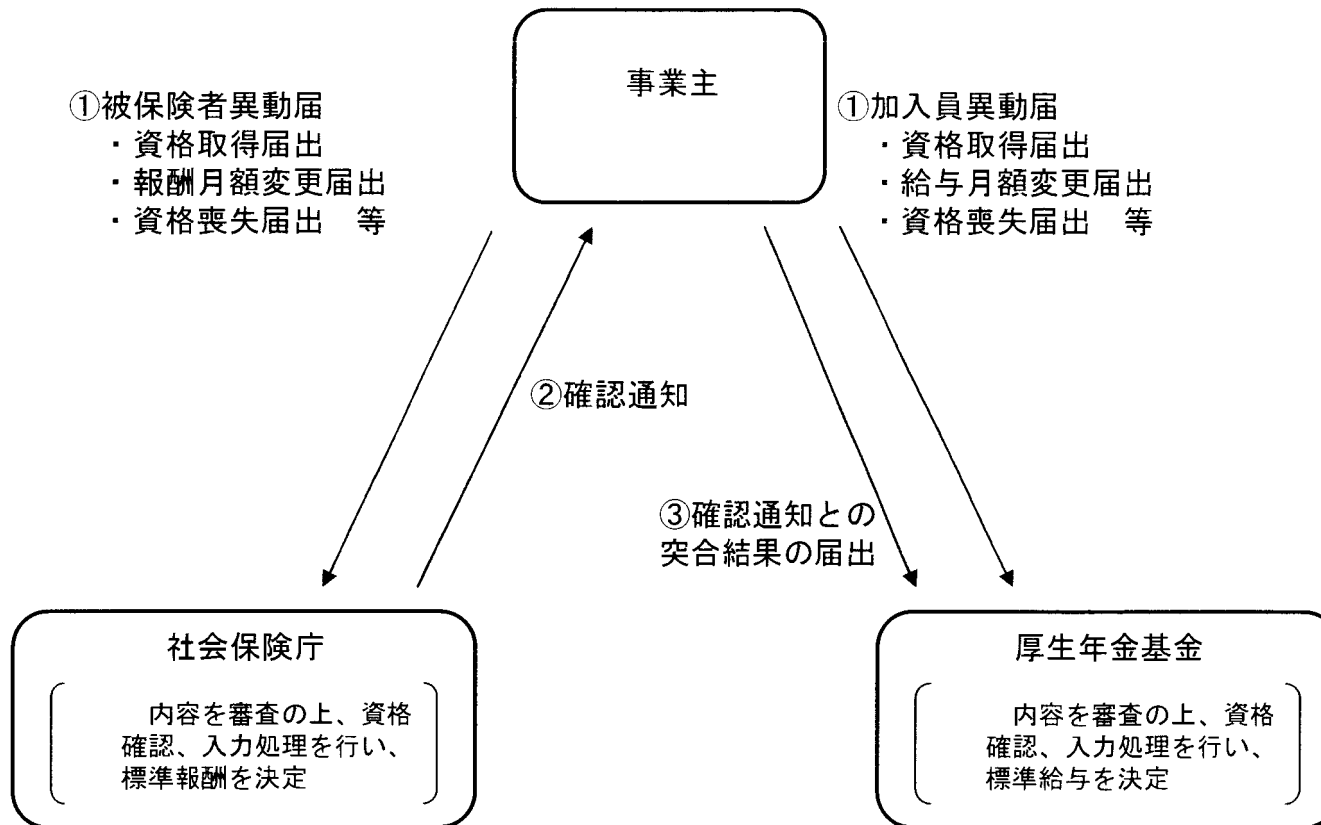 事業主
①被保険者異動届
・資格取得届出
・報酬月額変更届出
・資格喪失届出　等
①加入員異動届
・資格取得届出
・給与月額変更届出
・資格喪失届出　等
②確認通知
③確認通知との
突合結果の届出
社会保険庁
内容を審査の上、資格
確認、入力処理を行い、
標準報酬を決定
厚生年金基金
内容を審査の上、資格
確認、入力処理を行い、
標準給与を決定